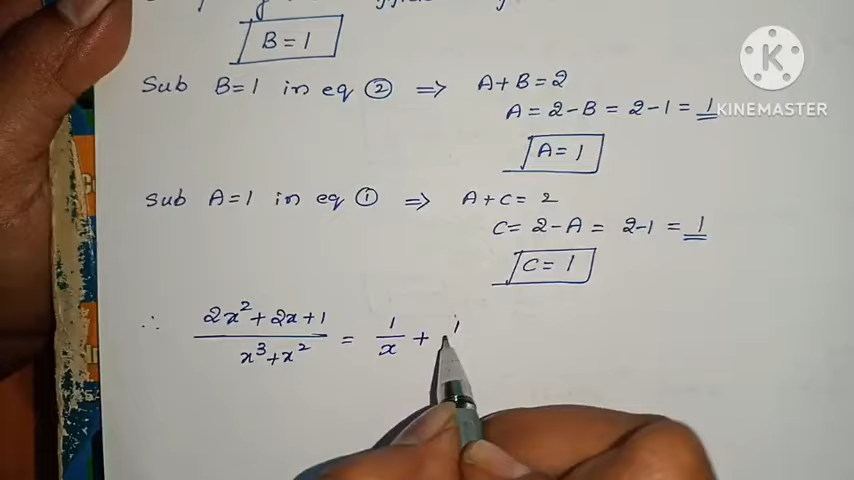 B = 1
Sub B=1 in eq ② ⇒ A+B = 2
A = 2-B = 2-1 = 1
KINEMASTER
A = 1
Sub A=1 in eq ① ⇒ A+C = 2
C = 2-A = 2-1 = 1
C = 1
∴ 2x²+2x+1 / x³+x² = 1/x + 1